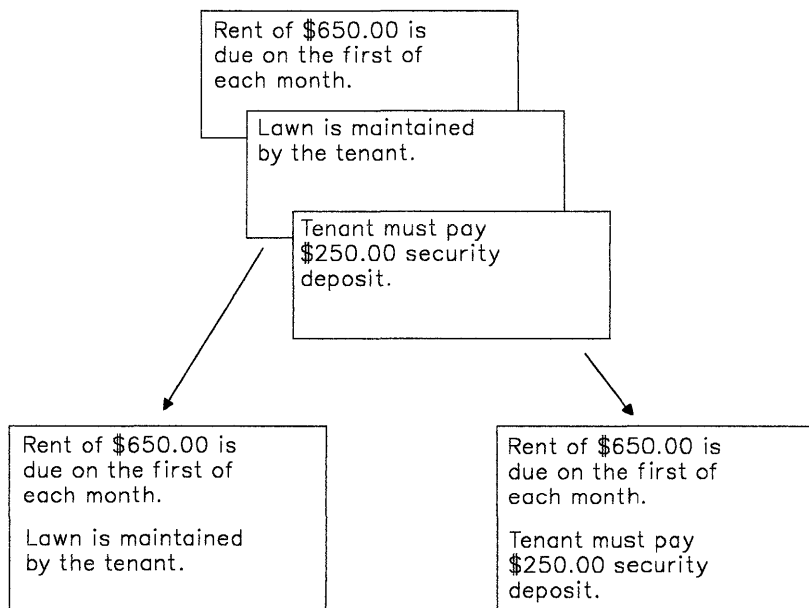 Rent of $650.00 is
due on the first of
each month.
Lawn is maintained
by the tenant.
Tenant must pay
$250.00 security
deposit.
Rent of $650.00 is
due on the first of
each month.
Lawn is maintained
by the tenant.
Rent of $650.00 is
due on the first of
each month.
Tenant must pay
$250.00 security
deposit.